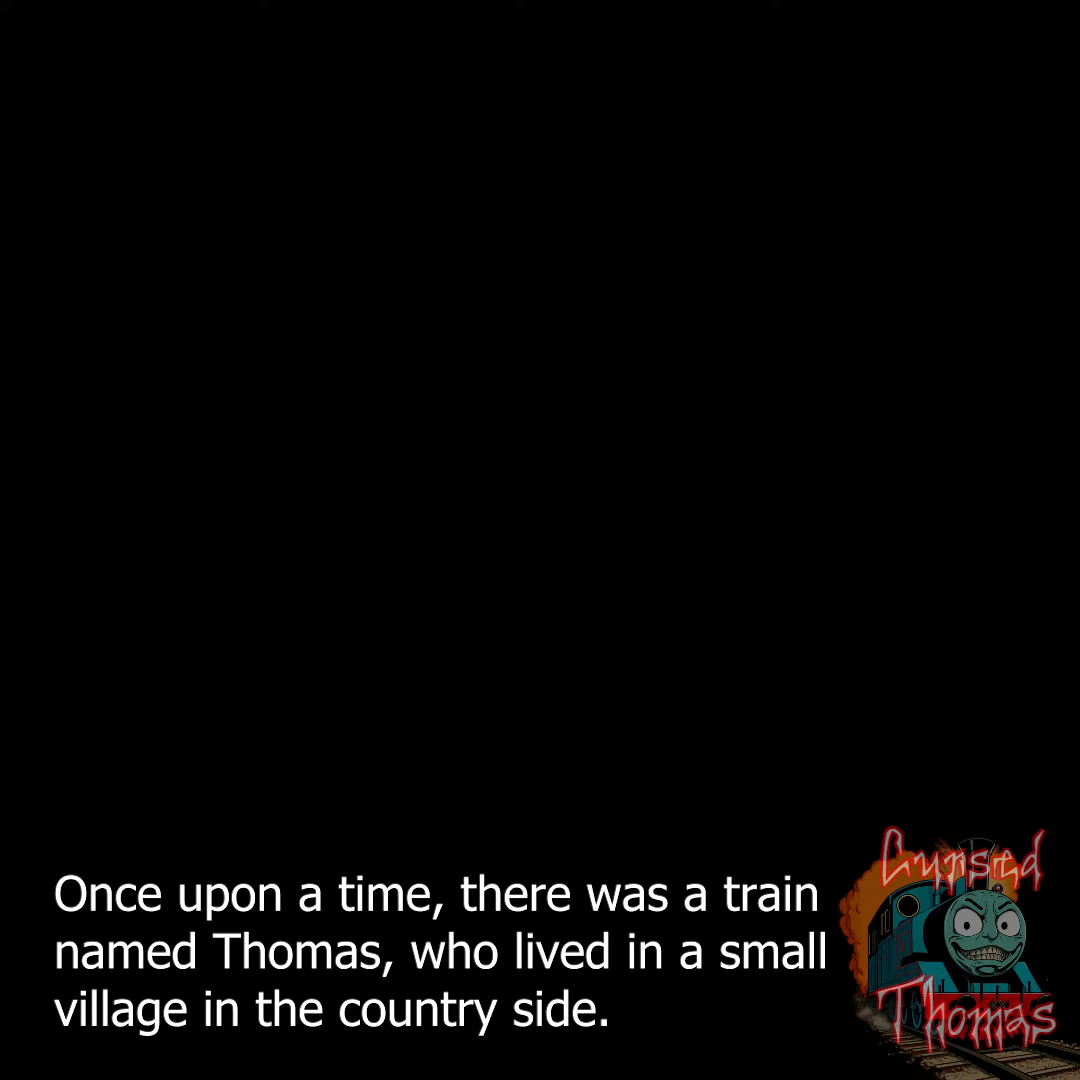 Once upon a time, there was a train
named Thomas, who lived in a small
village in the country side.
Cursed
Thomas